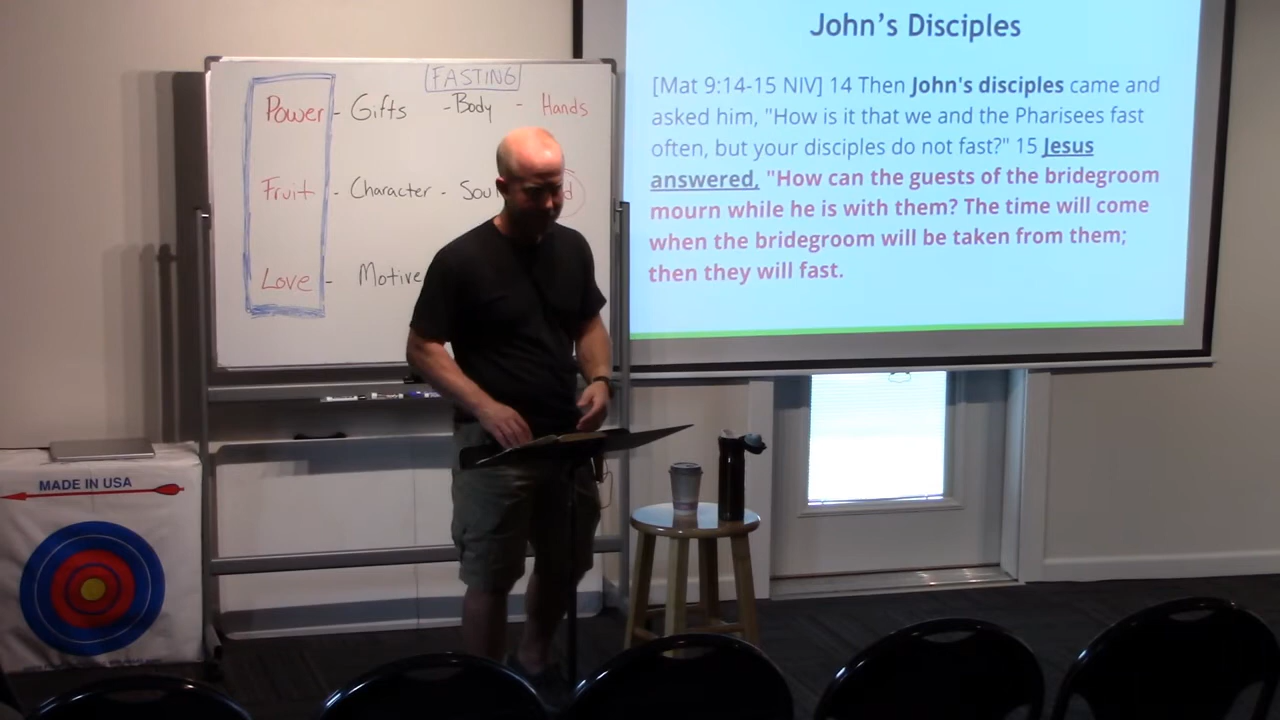 FASTING
Power - Gifts - Body - Hands
Fruit - Character - Soul
Love - Motive
John's Disciples
[Mat 9:14-15 NIV] 14 Then John's disciples came and
asked him, "How is it that we and the Pharisees fast
often, but your disciples do not fast?" 15 Jesus
answered, "How can the guests of the bridegroom
mourn while he is with them? The time will come
when the bridegroom will be taken from them;
then they will fast.
MADE IN USA